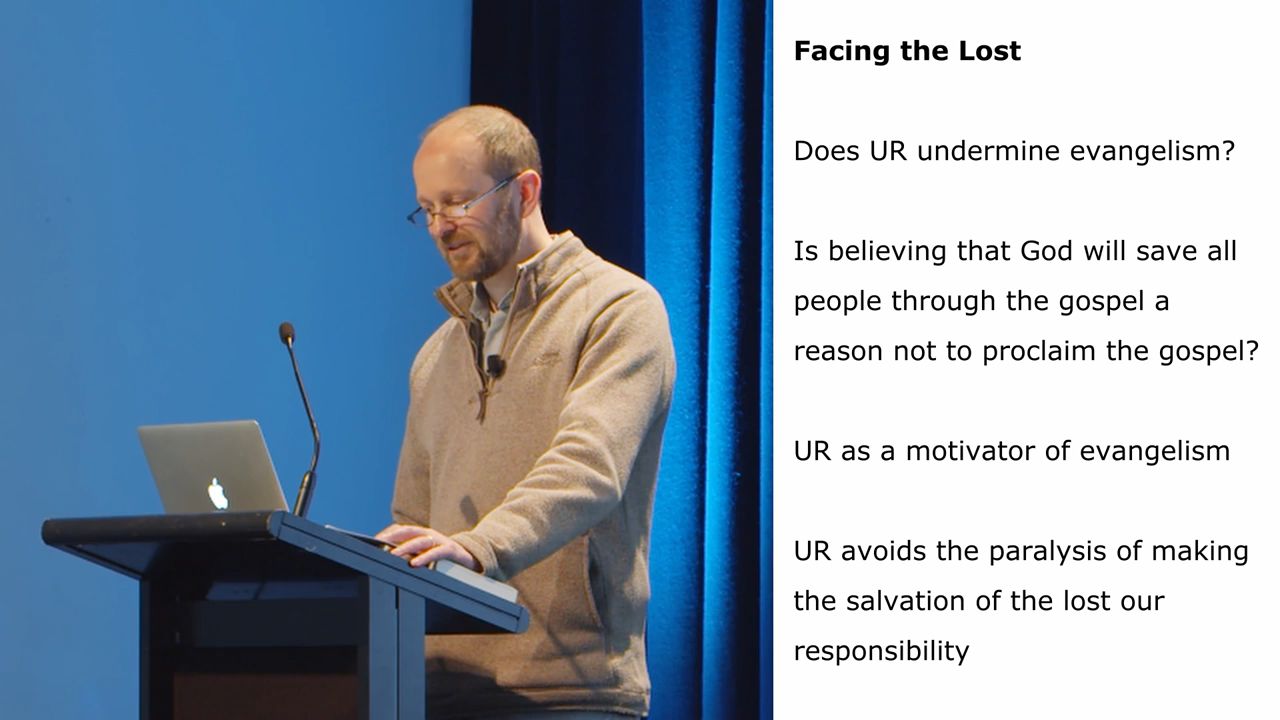 Facing the Lost
Does UR undermine evangelism?
Is believing that God will save all
people through the gospel a
reason not to proclaim the gospel?
UR as a motivator of evangelism
UR avoids the paralysis of making
the salvation of the lost our
responsibility